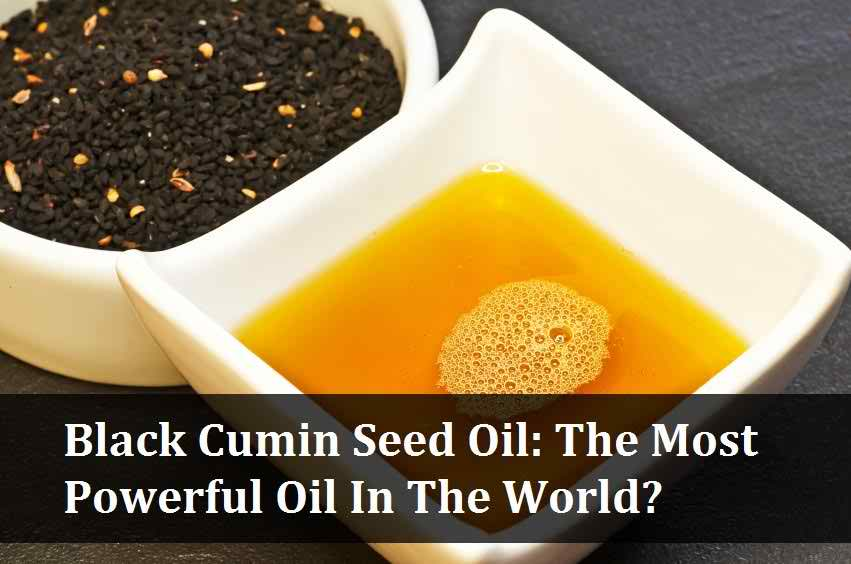 Black Cumin Seed Oil: The Most
Powerful Oil In The World?